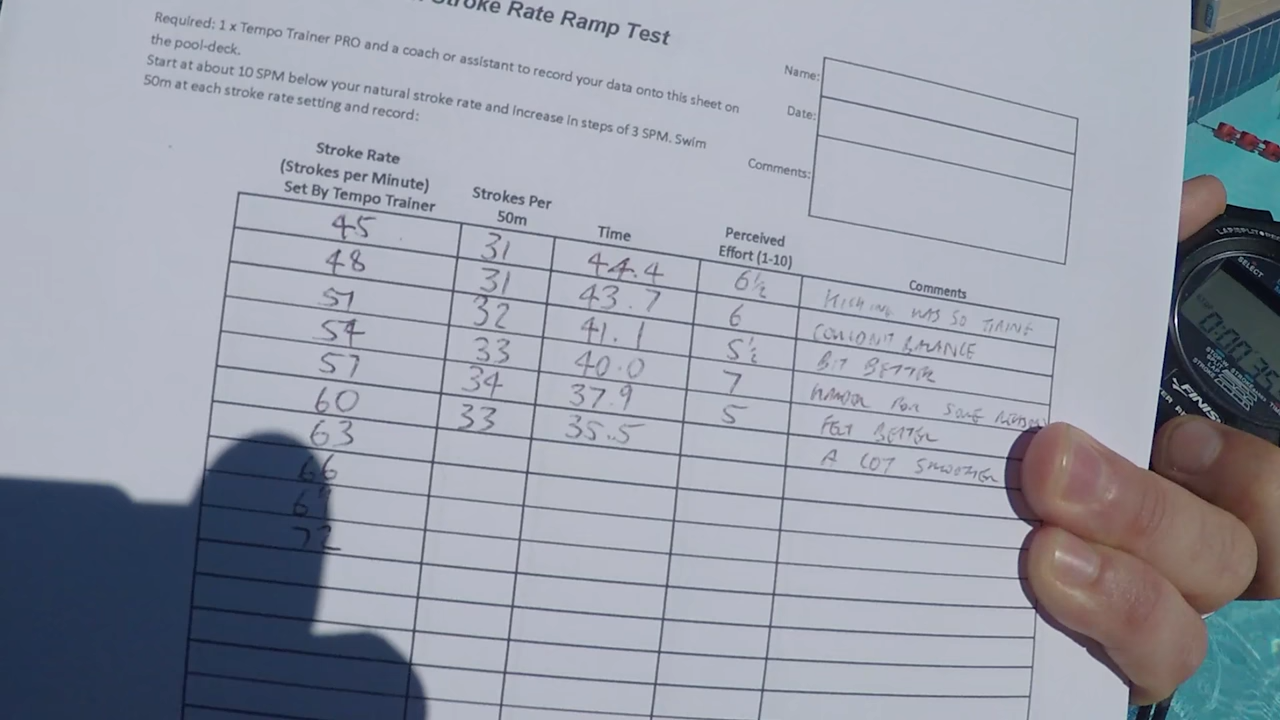 Stroke Rate Ramp Test
Required: 1 x Tempo Trainer PRO and a coach or assistant to record your data onto this sheet on
the pool-deck.
Start at about 10 SPM below your natural stroke rate and increase in steps of 3 SPM. Swim
50m at each stroke rate setting and record:
Name:
Date:
Comments:
Stroke Rate
(Strokes per Minute)
Set By Tempo Trainer
Strokes Per
50m
Time
Perceived
Effort (1-10)
Comments
45 31 44.4 6½ KICKING WAS SO TIRING
48 31 43.7 6 COULDN'T BALANCE
51 32 41.1 5½ BIT BETTER
54 33 40.0 7 HARDER FOR SOME REASON
57 34 37.9 5 FELT BETTER
60 33 35.5 A LOT SMOOTHER
63
66
69
72
SELECT
0:00:35
FINIS